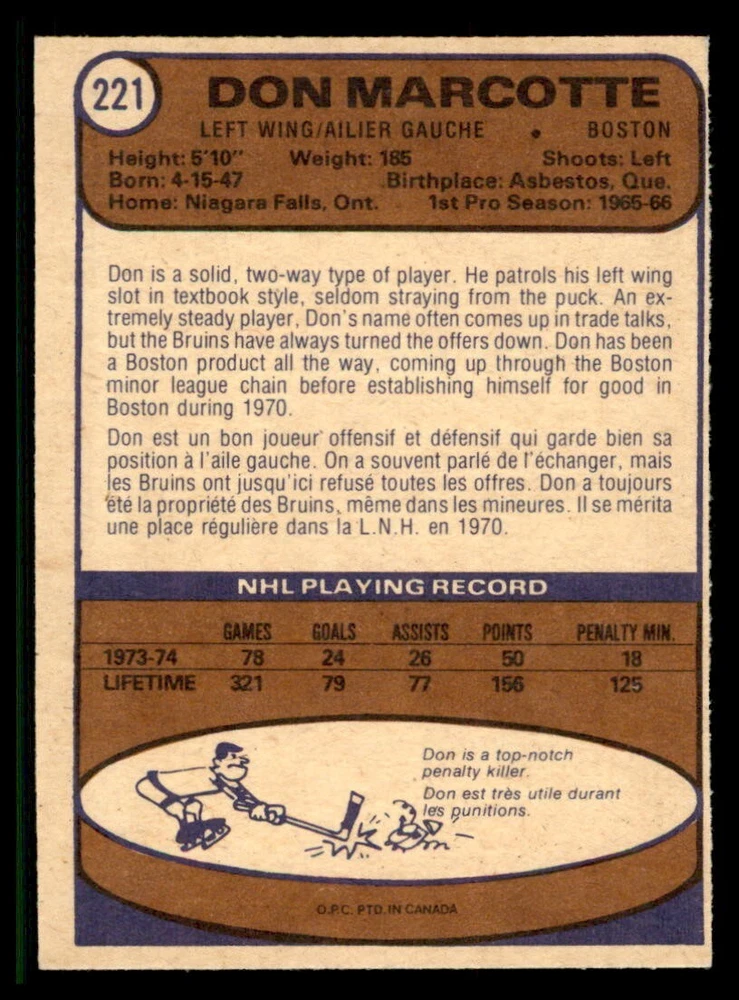 221
DON MARCOTTE
LEFT WING/AILIER GAUCHE • BOSTON
Height: 5'10" Weight: 185 Shoots: Left
Born: 4-15-47 Birthplace: Asbestos, Que.
Home: Niagara Falls, Ont. 1st Pro Season: 1965-66
Don is a solid, two-way type of player. He patrols his left wing
slot in textbook style, seldom straying from the puck. An ex-
tremely steady player, Don's name often comes up in trade talks,
but the Bruins have always turned the offers down. Don has been
a Boston product all the way, coming up through the Boston
minor league chain before establishing himself for good in
Boston during 1970.
Don est un bon joueur offensif et défensif qui garde bien sa
position à l'aile gauche. On a souvent parlé de l'échanger, mais
les Bruins ont jusqu'ici refusé toutes les offres. Don a toujours
été la propriété des Bruins, même dans les mineures. Il se mérita
une place régulière dans la L.N.H. en 1970.
NHL PLAYING RECORD
GAMES GOALS ASSISTS POINTS PENALTY MIN.
1973-74 78 24 26 50 18
LIFETIME 321 79 77 156 125
Don is a top-notch
penalty killer.
Don est très utile durant
les punitions.
O.P.C. PTD. IN CANADA